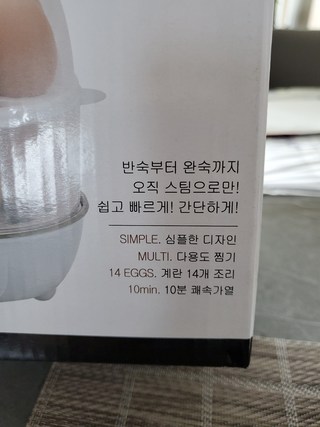 반숙부터 완숙까지
오직 스팀으로만!
쉽고 빠르게! 간단하게!
SIMPLE. 심플한 디자인
MULTI. 다용도 찜기
14 EGGS. 계란 14개 조리
10min. 10분 쾌속가열